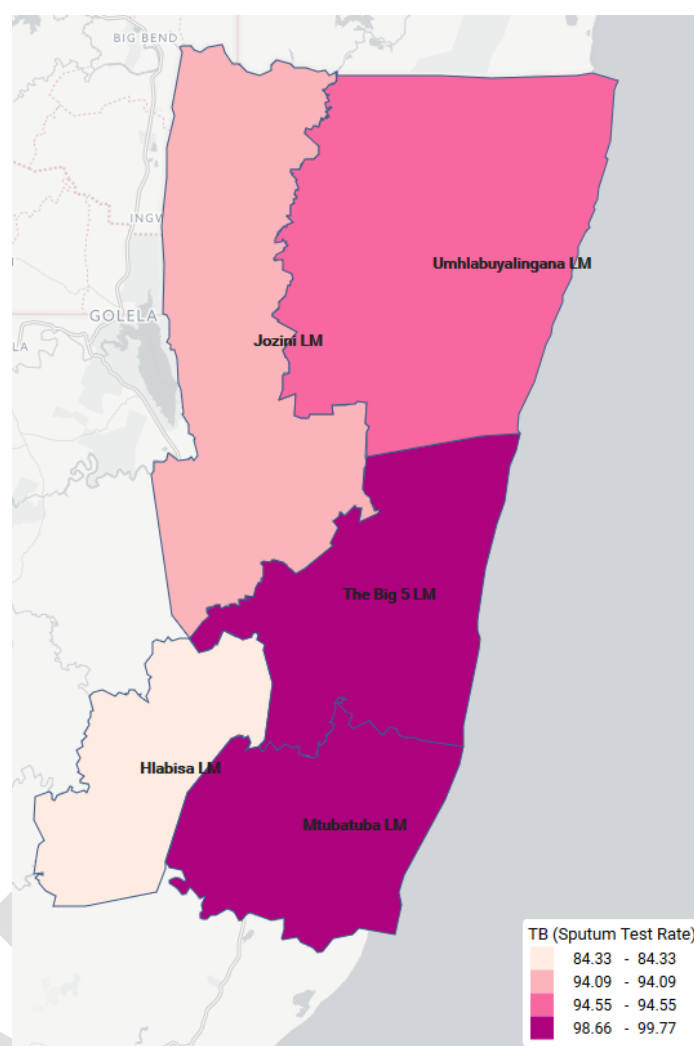 BIG BEND
INGW
Umhlabuyalingana LM
GOLELA
Jozini LM
LA
The Big 5 LM
Hlabisa LM
Mtubatuba LM
TB (Sputum Test Rate)
84.33 - 84.33
94.09 - 94.09
94.55 - 94.55
98.66 - 99.77